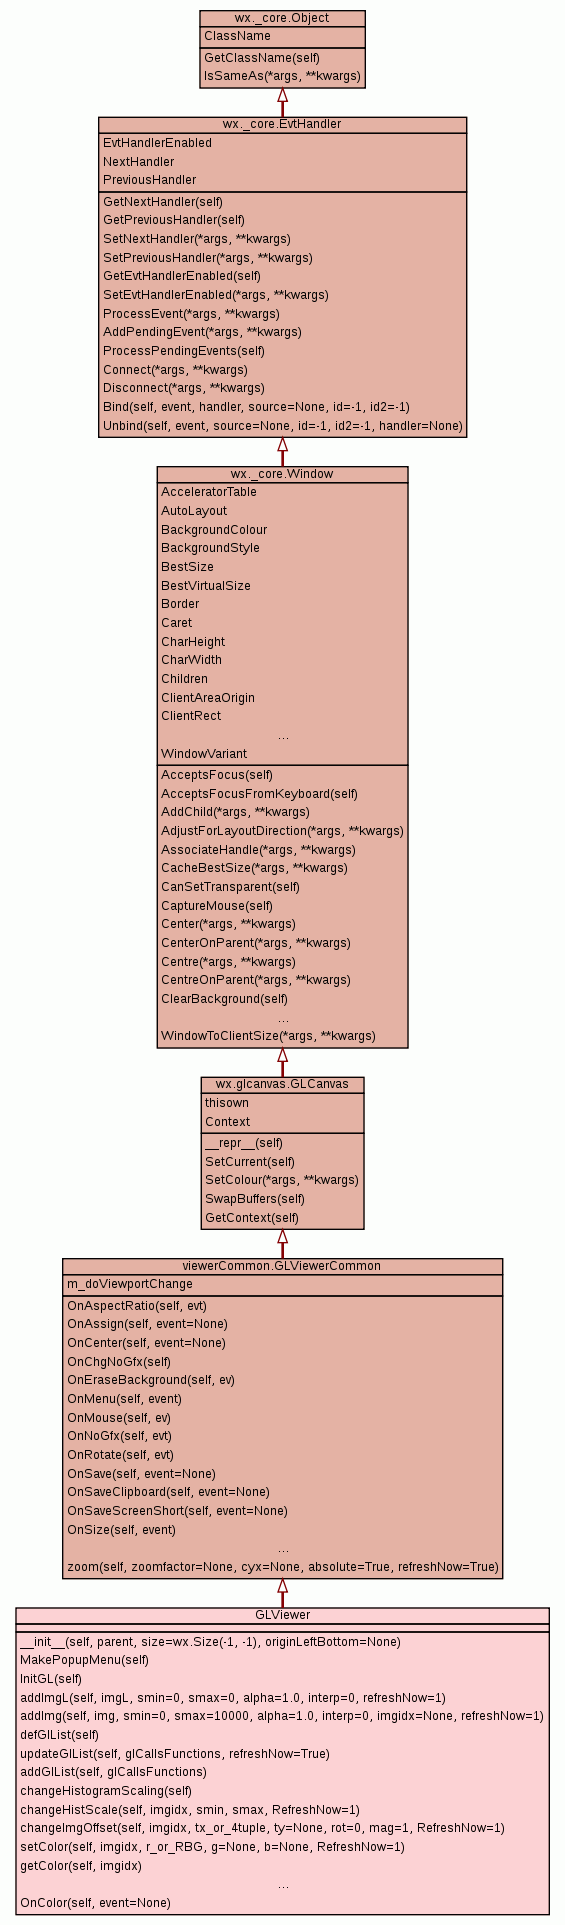 wx._core.Object
ClassName
GetClassName(self)
IsSameAs(*args, **kwargs)
wx._core.EvtHandler
EvtHandlerEnabled
NextHandler
PreviousHandler
GetNextHandler(self)
GetPreviousHandler(self)
SetNextHandler(*args, **kwargs)
SetPreviousHandler(*args, **kwargs)
GetEvtHandlerEnabled(self)
SetEvtHandlerEnabled(*args, **kwargs)
ProcessEvent(*args, **kwargs)
AddPendingEvent(*args, **kwargs)
ProcessPendingEvents(self)
Connect(*args, **kwargs)
Disconnect(*args, **kwargs)
Bind(self, event, handler, source=None, id=-1, id2=-1)
Unbind(self, event, source=None, id=-1, id2=-1, handler=None)
wx._core.Window
AcceleratorTable
AutoLayout
BackgroundColour
BackgroundStyle
BestSize
BestVirtualSize
Border
Caret
CharHeight
CharWidth
Children
ClientAreaOrigin
ClientRect
...
WindowVariant
AcceptsFocus(self)
AcceptsFocusFromKeyboard(self)
AddChild(*args, **kwargs)
AdjustForLayoutDirection(*args, **kwargs)
AssociateHandle(*args, **kwargs)
CacheBestSize(*args, **kwargs)
CanSetTransparent(self)
CaptureMouse(self)
Center(*args, **kwargs)
CenterOnParent(*args, **kwargs)
Centre(*args, **kwargs)
CentreOnParent(*args, **kwargs)
ClearBackground(self)
...
WindowToClientSize(*args, **kwargs)
wx.glcanvas.GLCanvas
thisown
Context
__repr__(self)
SetCurrent(self)
SetColour(*args, **kwargs)
SwapBuffers(self)
GetContext(self)
viewerCommon.GLViewerCommon
m_doViewportChange
OnAspectRatio(self, evt)
OnAssign(self, event=None)
OnCenter(self, event=None)
OnChgNoGfx(self)
OnEraseBackground(self, ev)
OnMenu(self, event)
OnMouse(self, ev)
OnNoGfx(self, evt)
OnRotate(self, evt)
OnSave(self, event=None)
OnSaveClipboard(self, event=None)
OnSaveScreenShort(self, event=None)
OnSize(self, event)
...
zoom(self, zoomfactor=None, cyx=None, absolute=True, refreshNow=True)
GLViewer
__init__(self, parent, size=wx.Size(-1, -1), originLeftBottom=None)
MakePopupMenu(self)
InitGL(self)
addImgL(self, imgL, smin=0, smax=0, alpha=1.0, interp=0, refreshNow=1)
addImg(self, img, smin=0, smax=10000, alpha=1.0, interp=0, imgidx=None, refreshNow=1)
defGlList(self)
updateGlList(self, glCallsFunctions, refreshNow=True)
addGlList(self, glCallsFunctions)
changeHistogramScaling(self)
changeHistScale(self, imgidx, smin, smax, RefreshNow=1)
changeImgOffset(self, imgidx, tx_or_4tuple, ty=None, rot=0, mag=1, RefreshNow=1)
setColor(self, imgidx, r_or_RBG, g=None, b=None, RefreshNow=1)
getColor(self, imgidx)
...
OnColor(self, event=None)